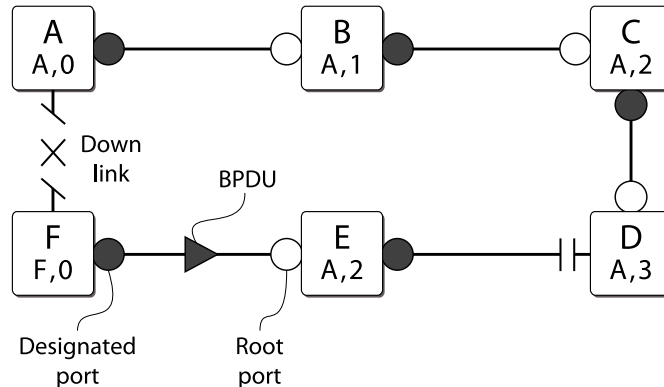 A
A,0
B
A,1
C
A,2
Down
link
BPDU
F
F,0
E
A,2
D
A,3
Designated
port
Root
port